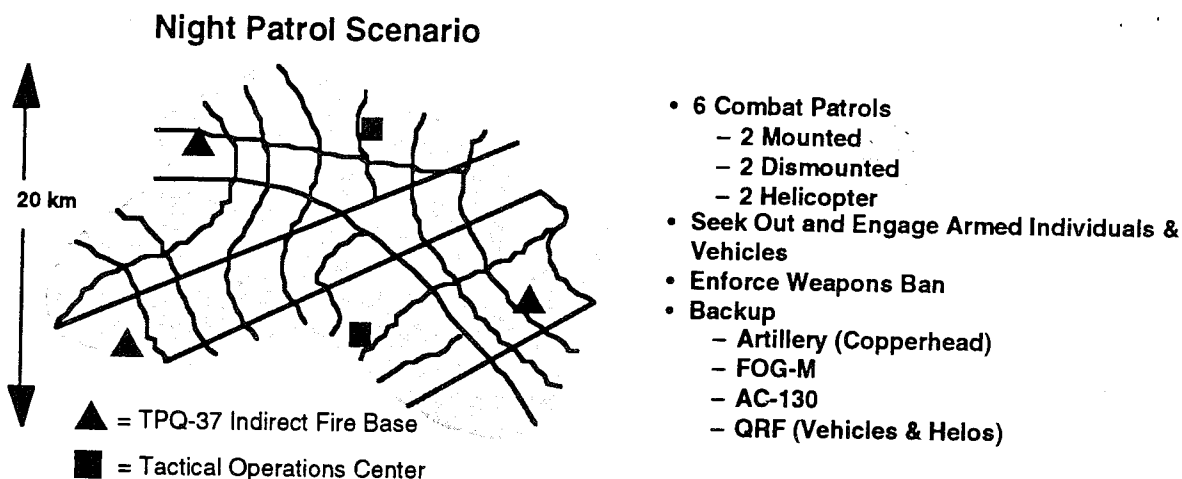 Night Patrol Scenario
20 km
▲ = TPQ-37 Indirect Fire Base
■ = Tactical Operations Center
• 6 Combat Patrols
– 2 Mounted
– 2 Dismounted
– 2 Helicopter
• Seek Out and Engage Armed Individuals &
Vehicles
• Enforce Weapons Ban
• Backup
– Artillery (Copperhead)
– FOG-M
– AC-130
– QRF (Vehicles & Helos)